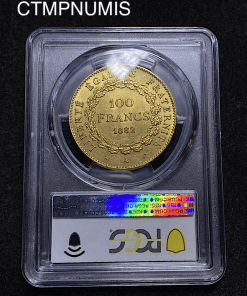 CTMPNUMIS
LIBERTÉ ÉGALITÉ FRATERNITÉ
100
FRANCS
1882
A
PCGS